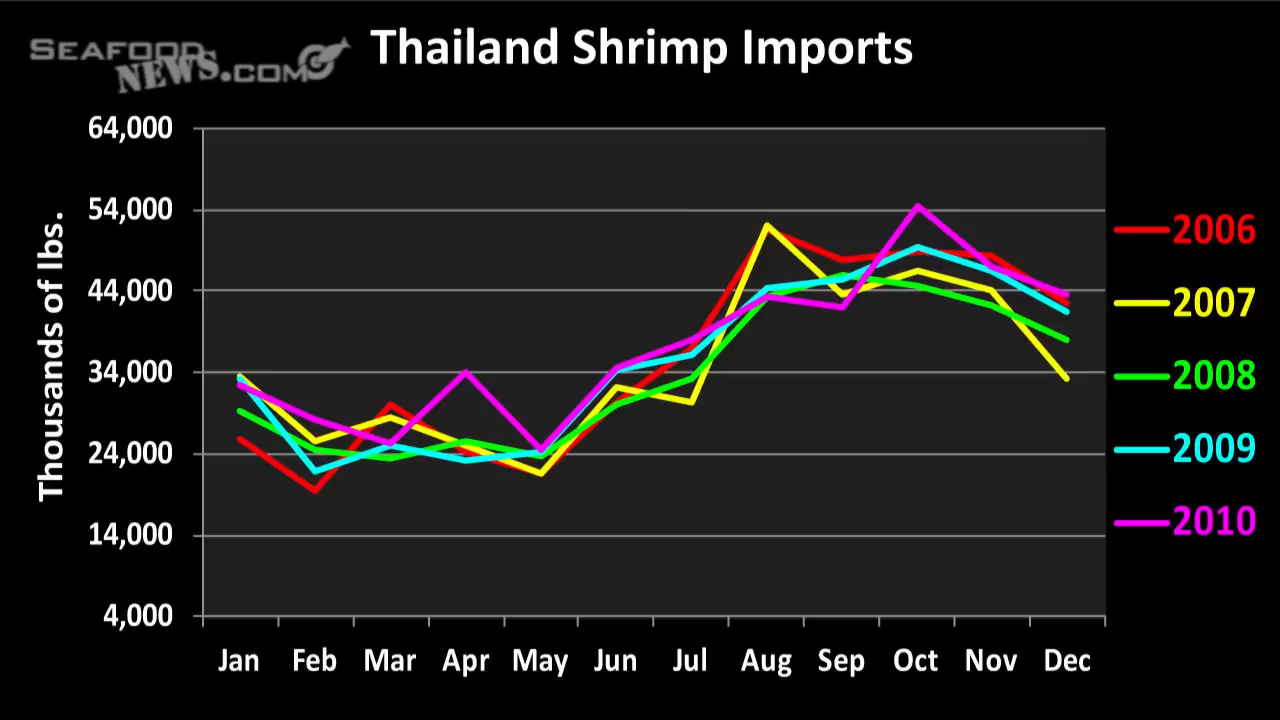 SEAFOOD
NEWS.COM
Thailand Shrimp Imports
Thousands of lbs.
64,000
54,000
44,000
34,000
24,000
14,000
4,000
Jan Feb Mar Apr May Jun Jul Aug Sep Oct Nov Dec
2006
2007
2008
2009
2010